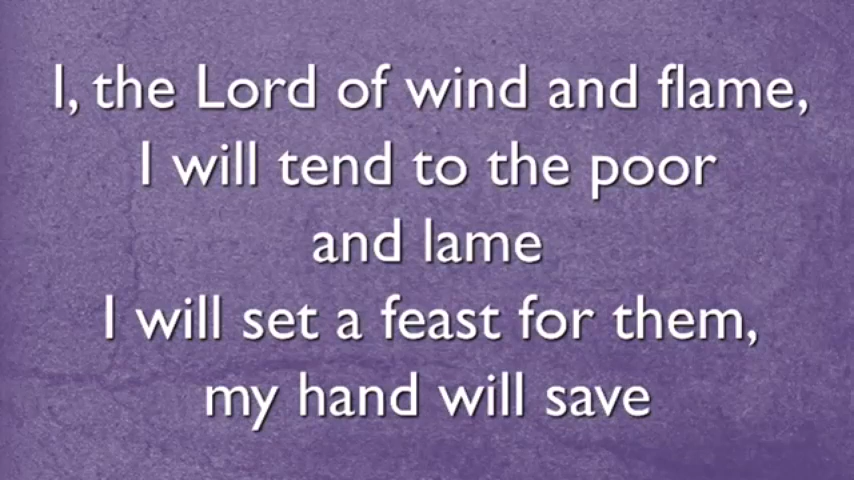 I, the Lord of wind and flame,
I will tend to the poor
and lame
I will set a feast for them,
my hand will save